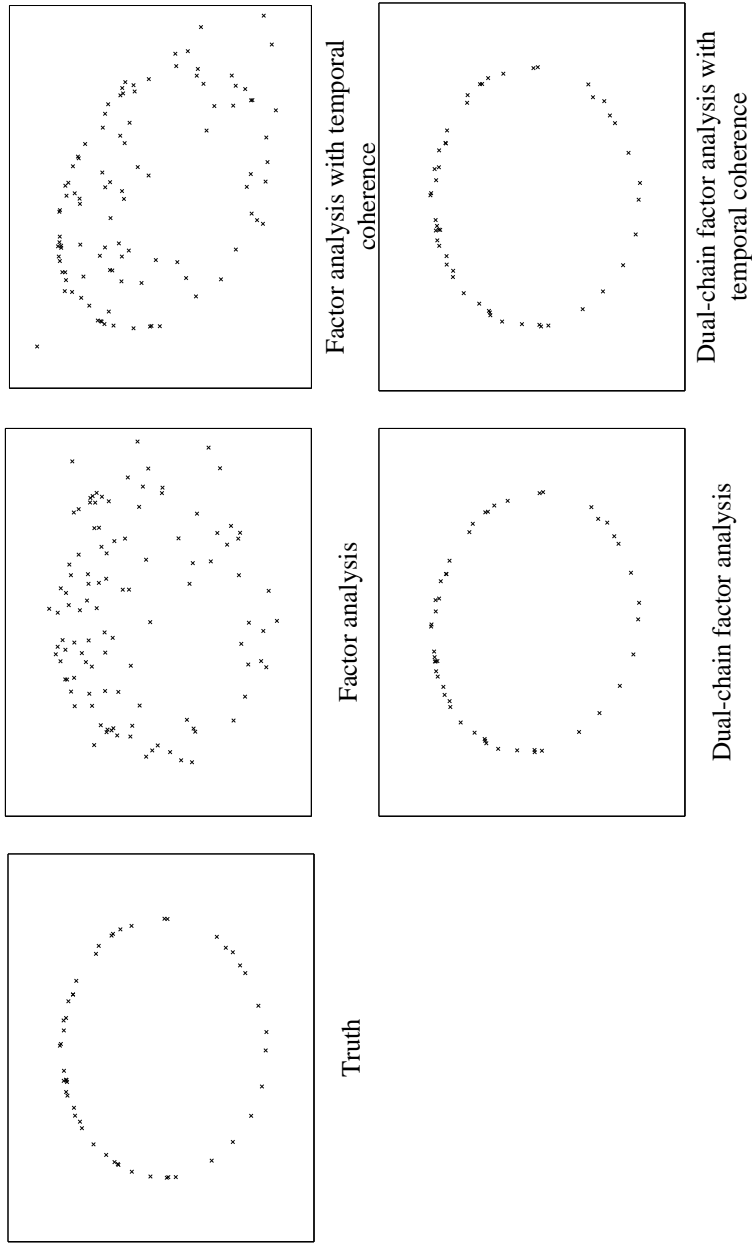 Truth
Factor analysis
Factor analysis with temporal
coherence
Dual-chain factor analysis
Dual-chain factor analysis with
temporal coherence